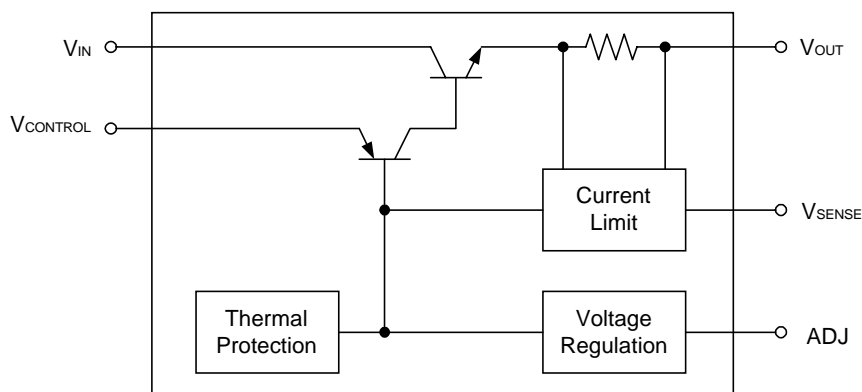 VIN
VOUT
VCONTROL
Current
Limit
VSENSE
Thermal
Protection
Voltage
Regulation
ADJ